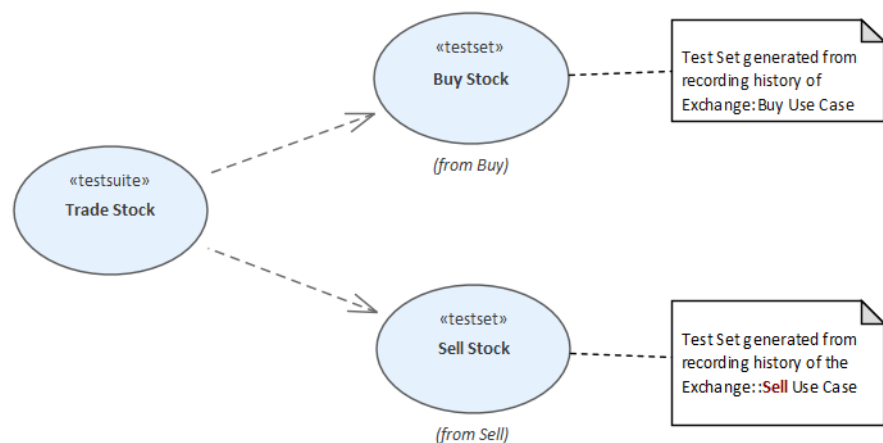 «testset»
Buy Stock
(from Buy)
Test Set generated from
recording history of
Exchange:Buy Use Case
«testsuite»
Trade Stock
«testset»
Sell Stock
(from Sell)
Test Set generated from
recording history of the
Exchange::Sell Use Case